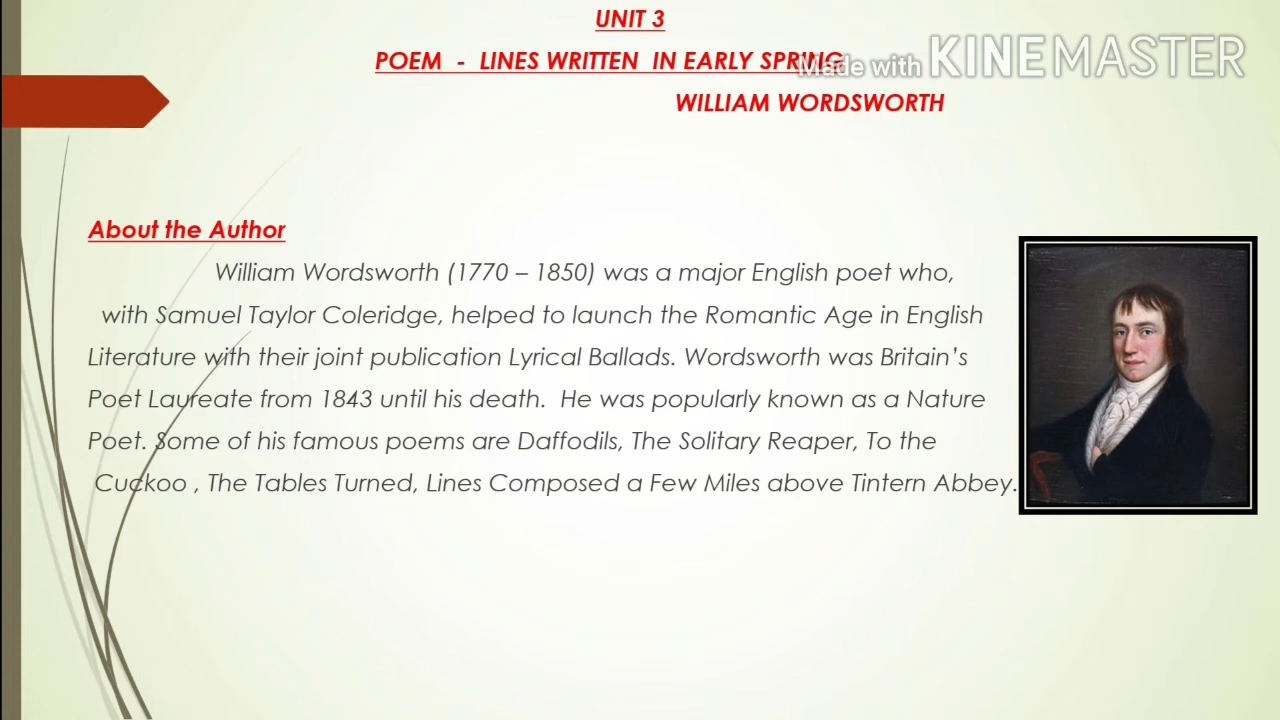 UNIT 3
POEM - LINES WRITTEN IN EARLY SPRING
Made with KINEMASTER
WILLIAM WORDSWORTH
About the Author
William Wordsworth (1770 – 1850) was a major English poet who,
with Samuel Taylor Coleridge, helped to launch the Romantic Age in English
Literature with their joint publication Lyrical Ballads. Wordsworth was Britain's
Poet Laureate from 1843 until his death. He was popularly known as a Nature
Poet. Some of his famous poems are Daffodils, The Solitary Reaper, To the
Cuckoo , The Tables Turned, Lines Composed a Few Miles above Tintern Abbey.